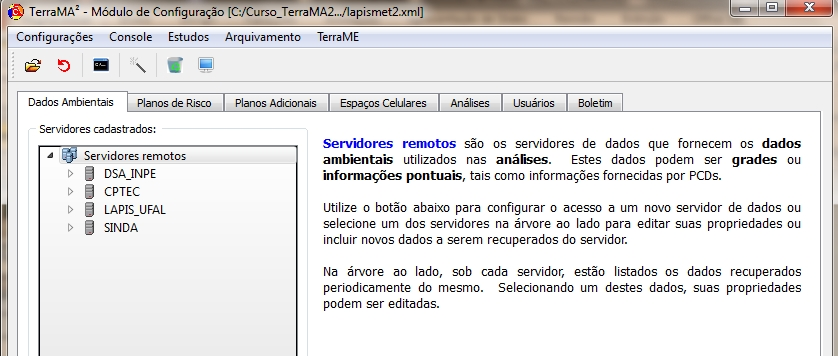 TerraMA² - Módulo de Configuração [C:/Curso_TerraMA2.../lapismet2.xml]
Configurações Console Estudos Arquivamento TerraME
Dados Ambientais Planos de Risco Planos Adicionais Espaços Celulares Análises Usuários Boletim
Servidores cadastrados:
Servidores remotos
DSA_INPE
CPTEC
LAPIS_UFAL
SINDA
Servidores remotos são os servidores de dados que fornecem os dados
ambientais utilizados nas análises. Estes dados podem ser grades ou
informações pontuais, tais como informações fornecidas por PCDs.
Utilize o botão abaixo para configurar o acesso a um novo servidor de dados ou
selecione um dos servidores na árvore ao lado para editar suas propriedades ou
incluir novos dados a serem recuperados do servidor.
Na árvore ao lado, sob cada servidor, estão listados os dados recuperados
periodicamente do mesmo. Selecionando um destes dados, suas propriedades
podem ser editadas.